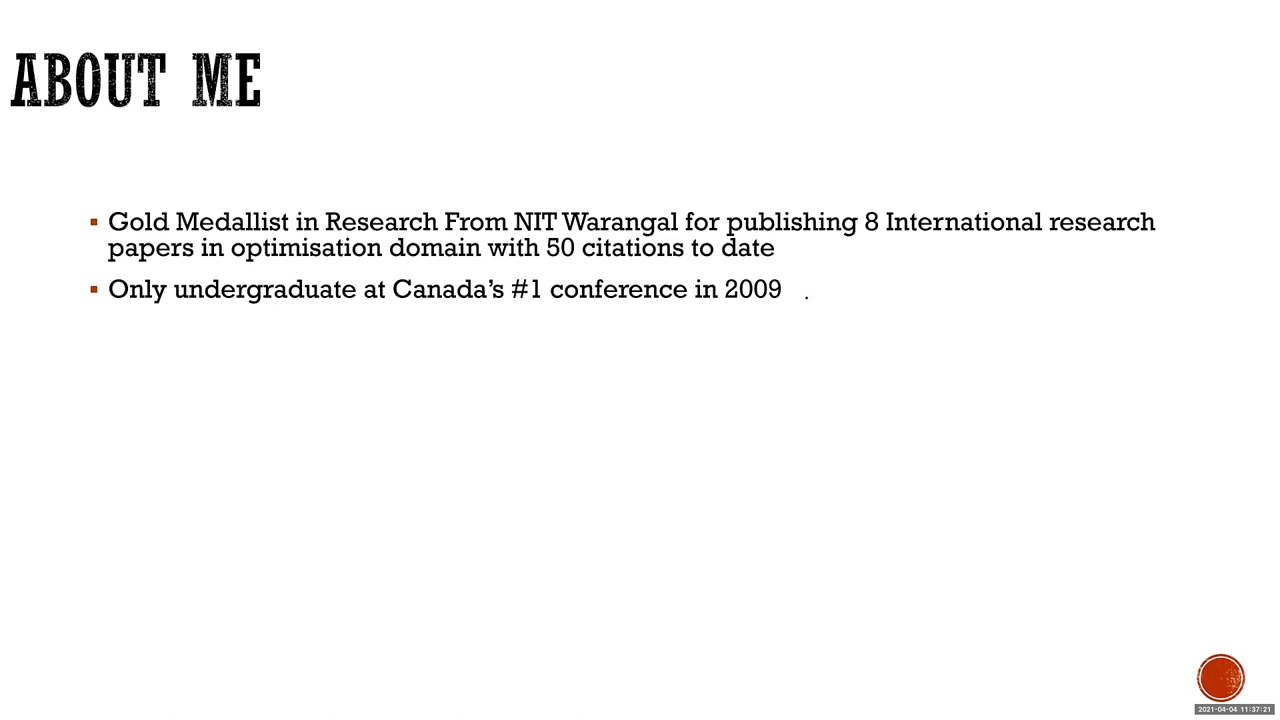 ABOUT ME
▪ Gold Medallist in Research From NIT Warangal for publishing 8 International research
papers in optimisation domain with 50 citations to date
▪ Only undergraduate at Canada’s #1 conference in 2009 .
2021-04-04 11:37:21